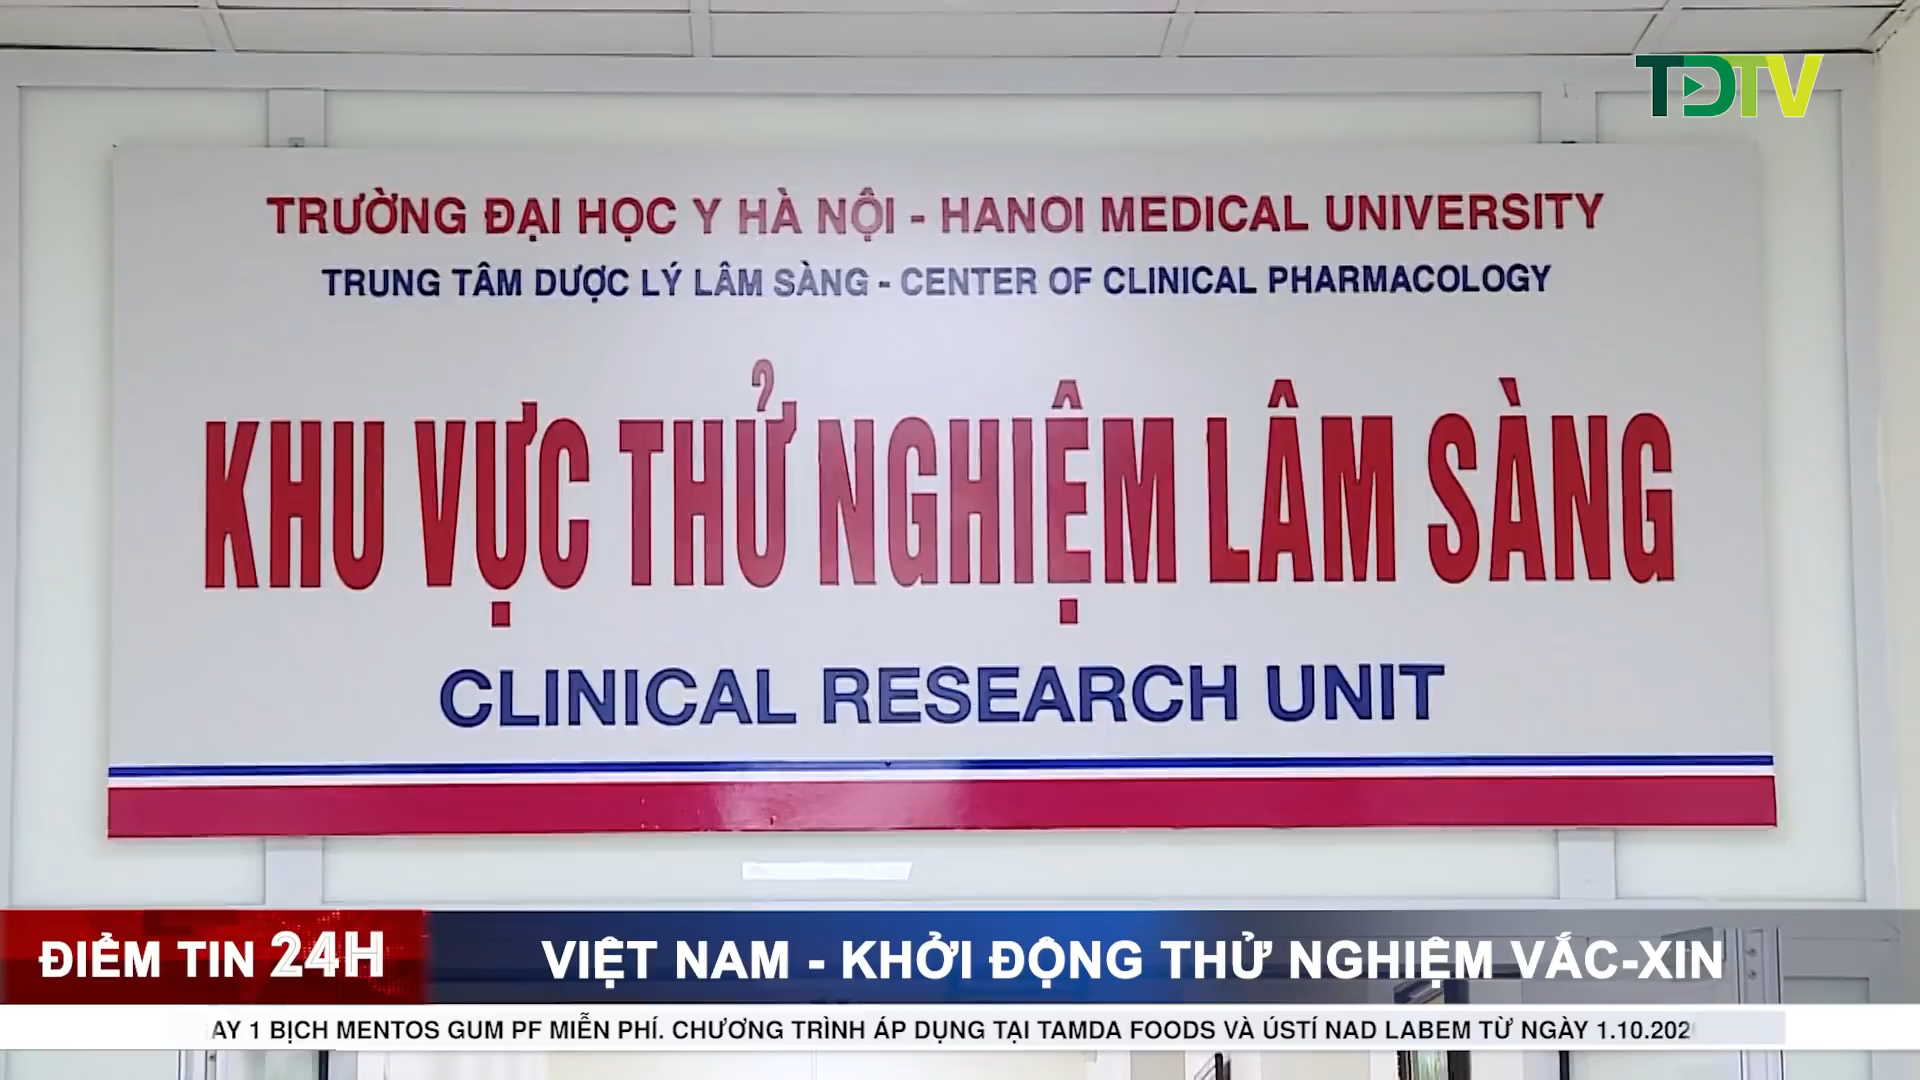 TDTV
TRƯỜNG ĐẠI HỌC Y HÀ NỘI - HANOI MEDICAL UNIVERSITY
TRUNG TÂM DƯỢC LÝ LÂM SÀNG - CENTER OF CLINICAL PHARMACOLOGY
KHU VỰC THỬ NGHIỆM LÂM SÀNG
CLINICAL RESEARCH UNIT
ĐIỂM TIN 24H
VIỆT NAM - KHỞI ĐỘNG THỬ NGHIỆM VẮC-XIN
AY 1 BỊCH MENTOS GUM PF MIỄN PHÍ. CHƯƠNG TRÌNH ÁP DỤNG TẠI TAMDA FOODS VÀ ÚSTÍ NAD LABEM TỪ NGÀY 1.10.202